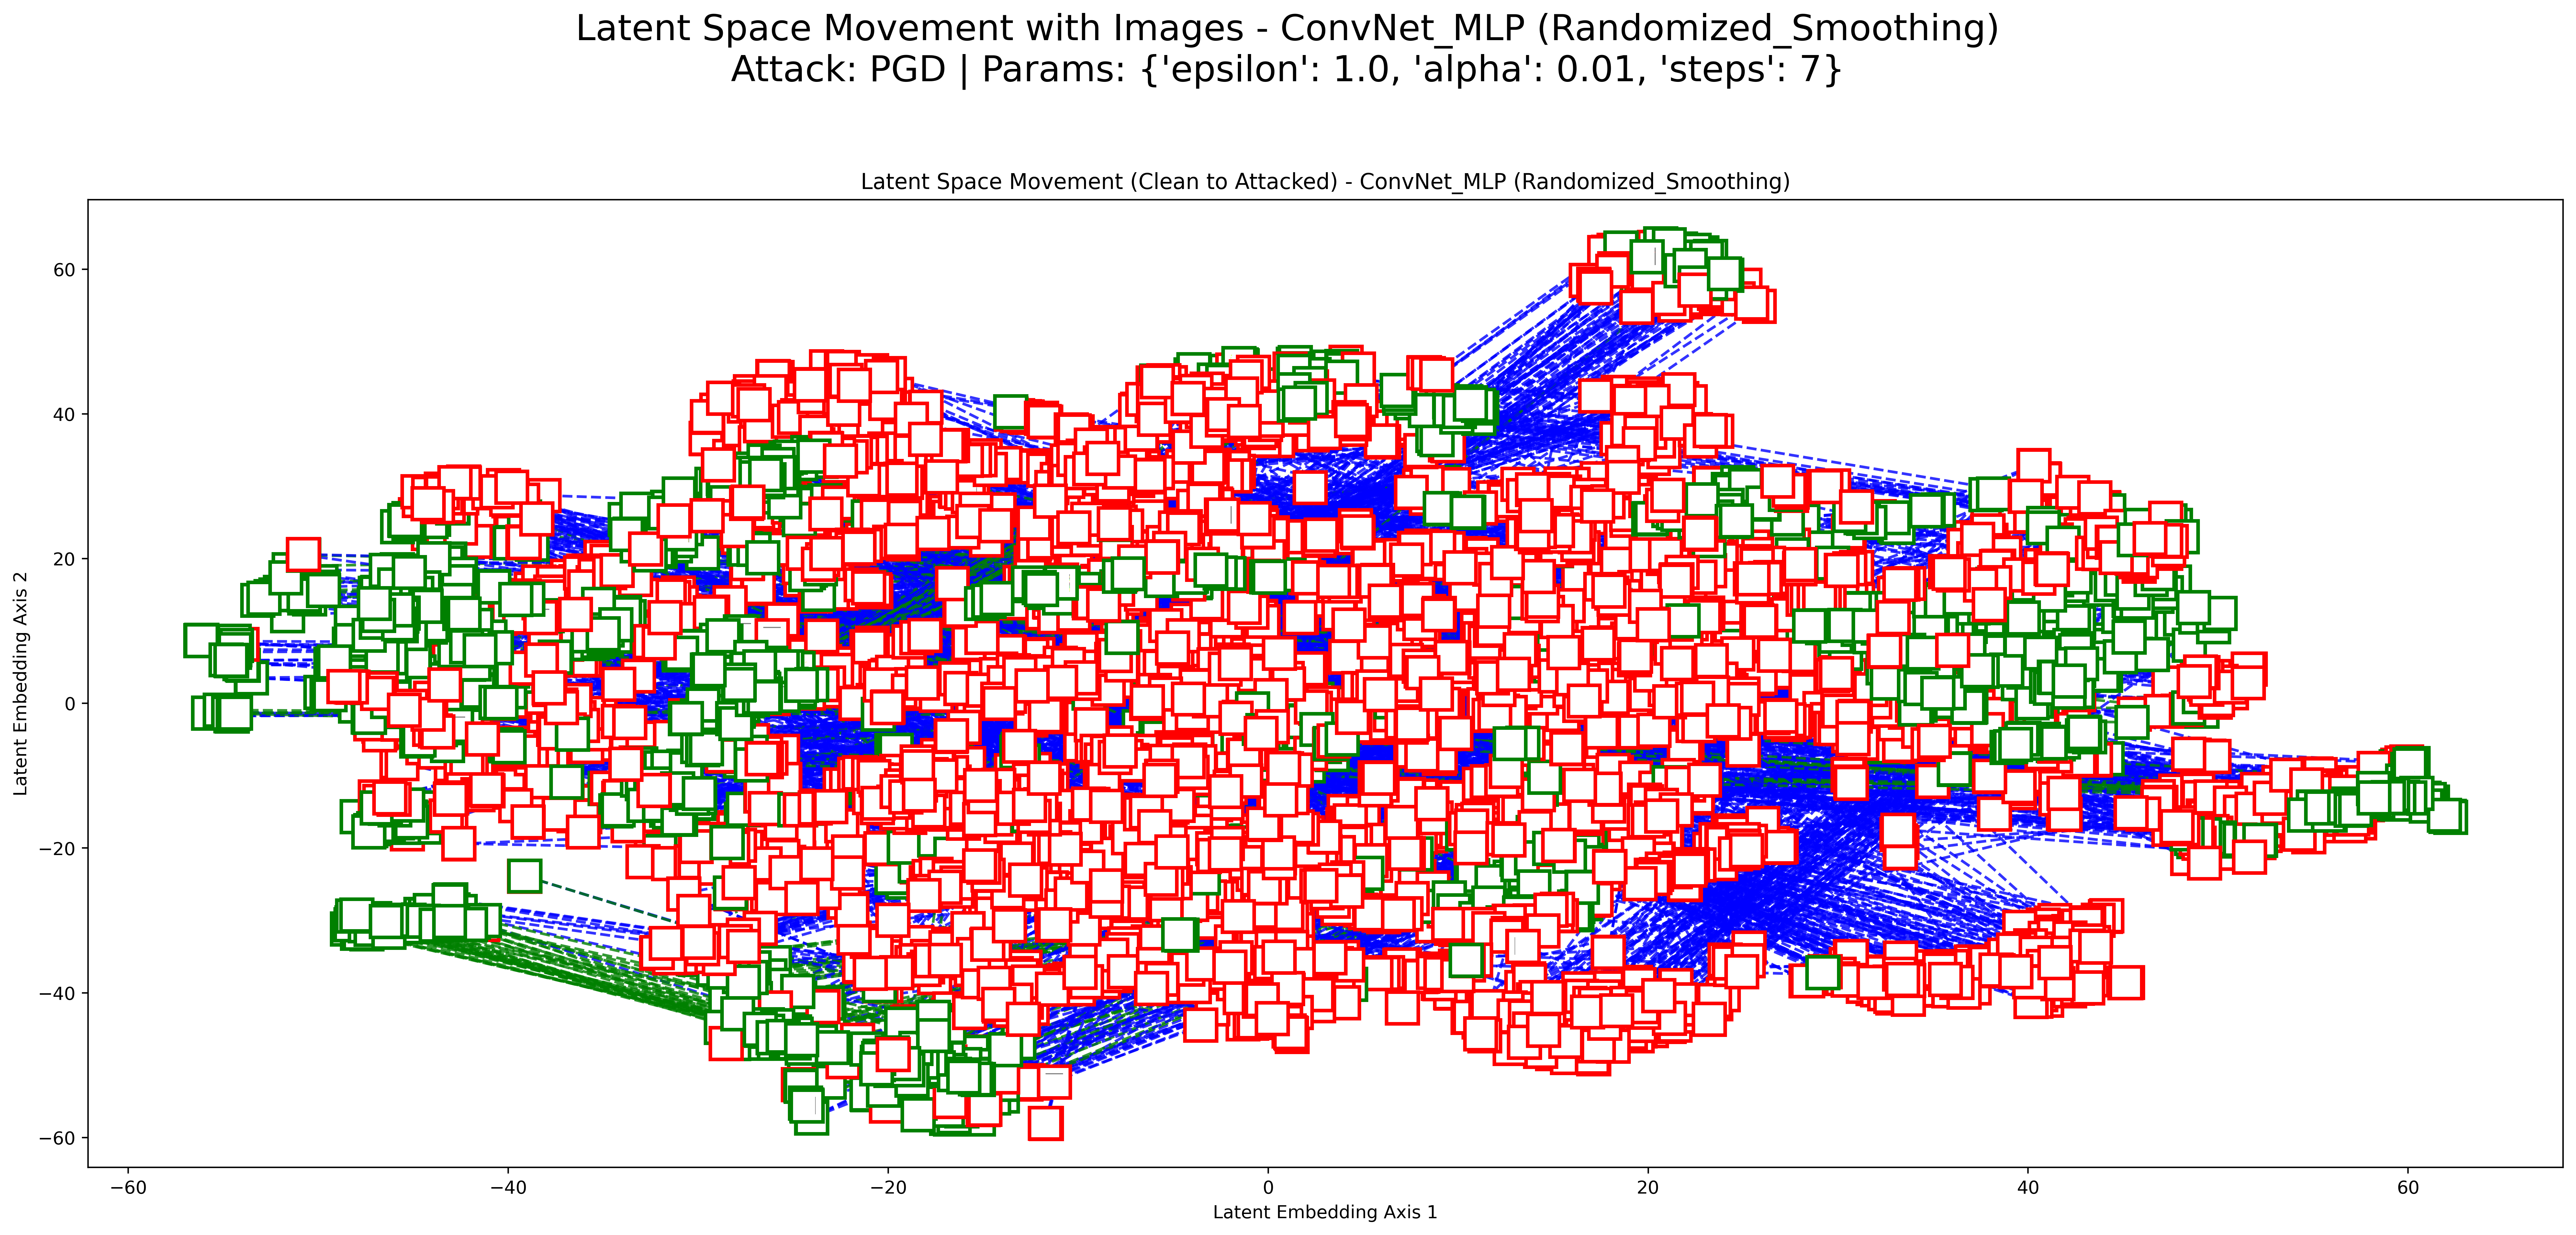 Latent Space Movement with Images - ConvNet_MLP (Randomized_Smoothing)
Attack: PGD | Params: {'epsilon': 1.0, 'alpha': 0.01, 'steps': 7}
Latent Space Movement (Clean to Attacked) - ConvNet_MLP (Randomized_Smoothing)
Latent Embedding Axis 2
60
40
20
0
−20
−40
−60
−60
−40
−20
0
20
40
60
Latent Embedding Axis 1